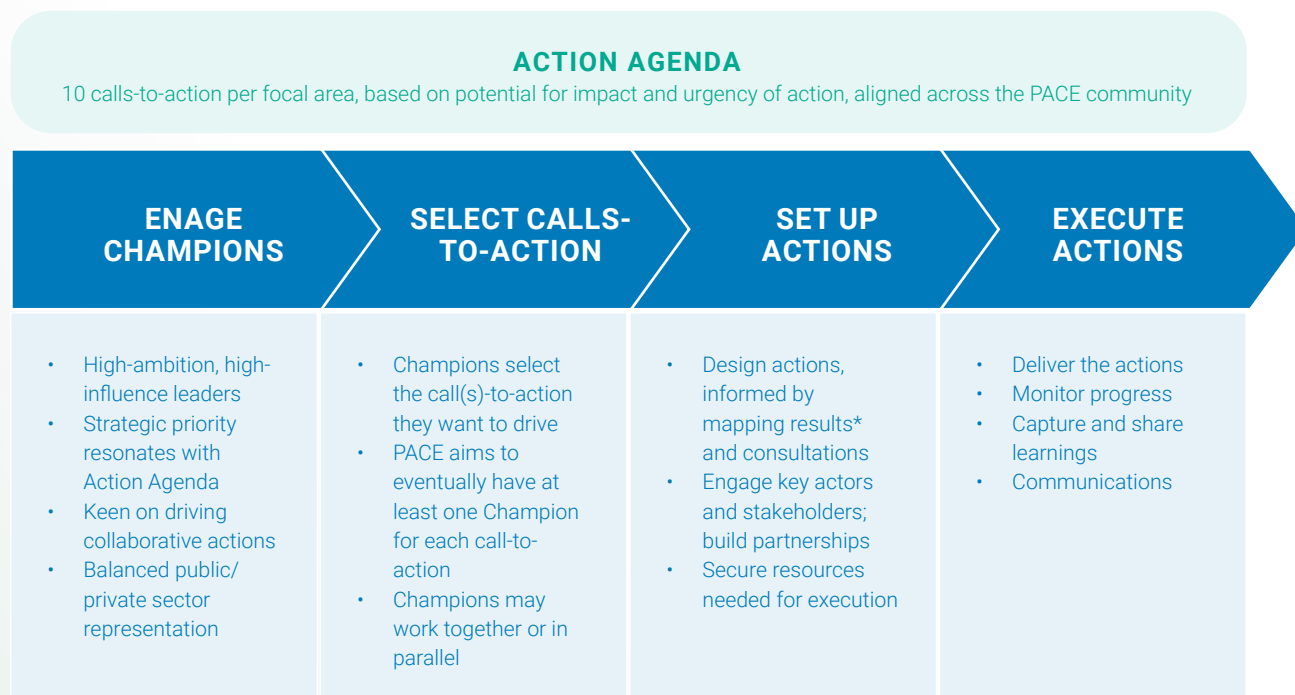 ACTION AGENDA
10 calls-to-action per focal area, based on potential for impact and urgency of action, aligned across the PACE community
ENAGE
CHAMPIONS
SELECT CALLS-
TO-ACTION
SET UP
ACTIONS
EXECUTE
ACTIONS
• High-ambition, high-
influence leaders
• Strategic priority
resonates with
Action Agenda
• Keen on driving
collaborative actions
• Balanced public/
private sector
representation
• Champions select
the call(s)-to-action
they want to drive
• PACE aims to
eventually have at
least one Champion
for each call-to-
action
• Champions may
work together or in
parallel
• Design actions,
informed by
mapping results*
and consultations
• Engage key actors
and stakeholders;
build partnerships
• Secure resources
needed for execution
• Deliver the actions
• Monitor progress
• Capture and share
learnings
• Communications